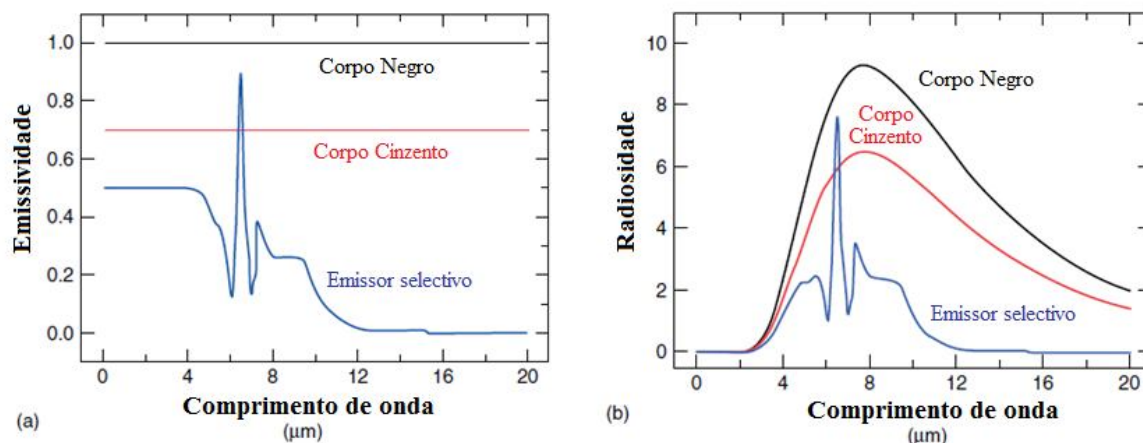 1.0
0.8
0.6
0.4
0.2
0.0
Emissividade
Corpo Negro
Corpo Cinzento
Emissor selectivo
0 4 8 12 16 20
Comprimento de onda
(µm)
(a)
10
8
6
4
2
0
Radiosidade
Corpo Negro
Corpo
Cinzento
Emissor selectivo
0 4 8 12 16 20
Comprimento de onda
(µm)
(b)